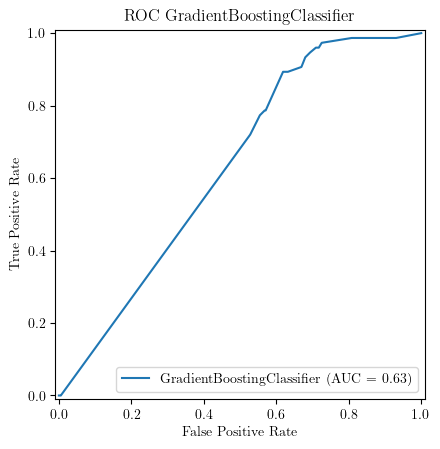 ROC GradientBoostingClassifier
1.0
0.8
0.6
0.4
0.2
0.0
True Positive Rate
GradientBoostingClassifier (AUC = 0.63)
0.0 0.2 0.4 0.6 0.8 1.0
False Positive Rate